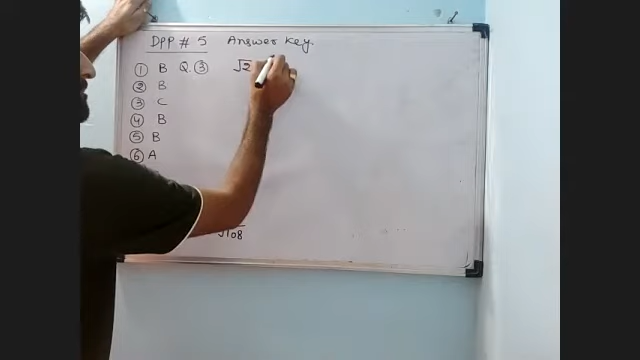 DPP # 5 Answer Key.
① B Q. ③ √2
② B
③ C
④ B
⑤ B
⑥ A
√108